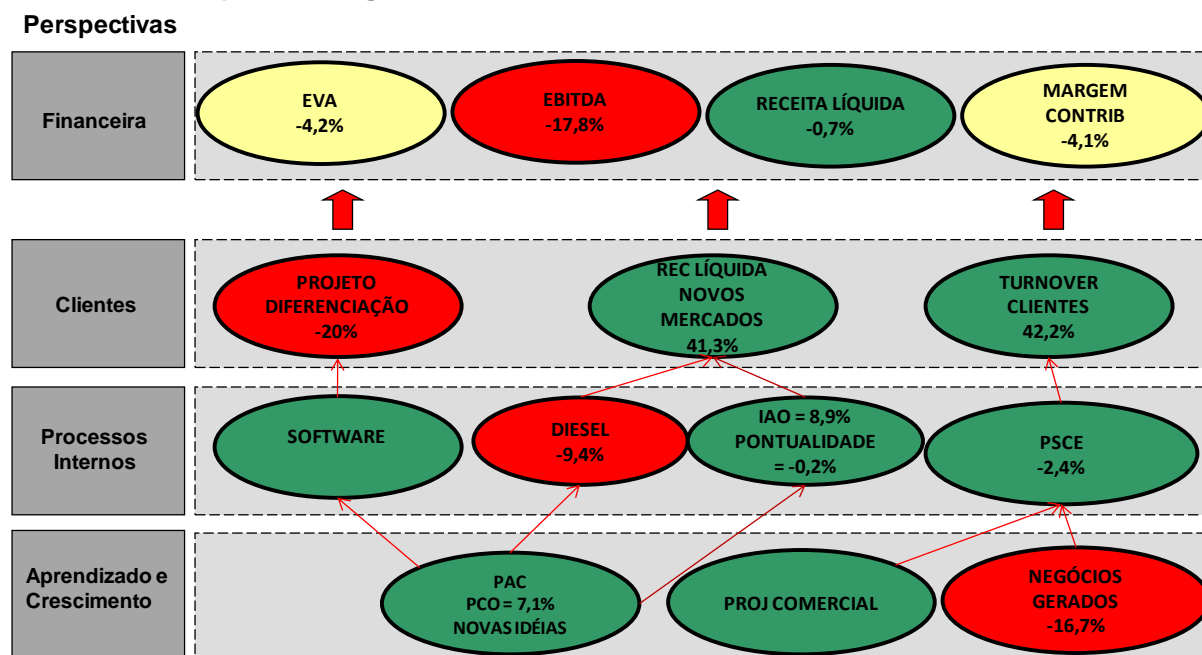 Perspectivas
Financeira
EVA
-4,2%
EBITDA
-17,8%
RECEITA LÍQUIDA
-0,7%
MARGEM
CONTRIB
-4,1%
Clientes
PROJETO
DIFERENCIAÇÃO
-20%
REC LÍQUIDA
NOVOS
MERCADOS
41,3%
TURNOVER
CLIENTES
42,2%
Processos
Internos
SOFTWARE
DIESEL
-9,4%
IAO = 8,9%
PONTUALIDADE
= -0,2%
PSCE
-2,4%
Aprendizado e
Crescimento
PAC
PCO = 7,1%
NOVAS IDÉIAS
PROJ COMERCIAL
NEGÓCIOS
GERADOS
-16,7%